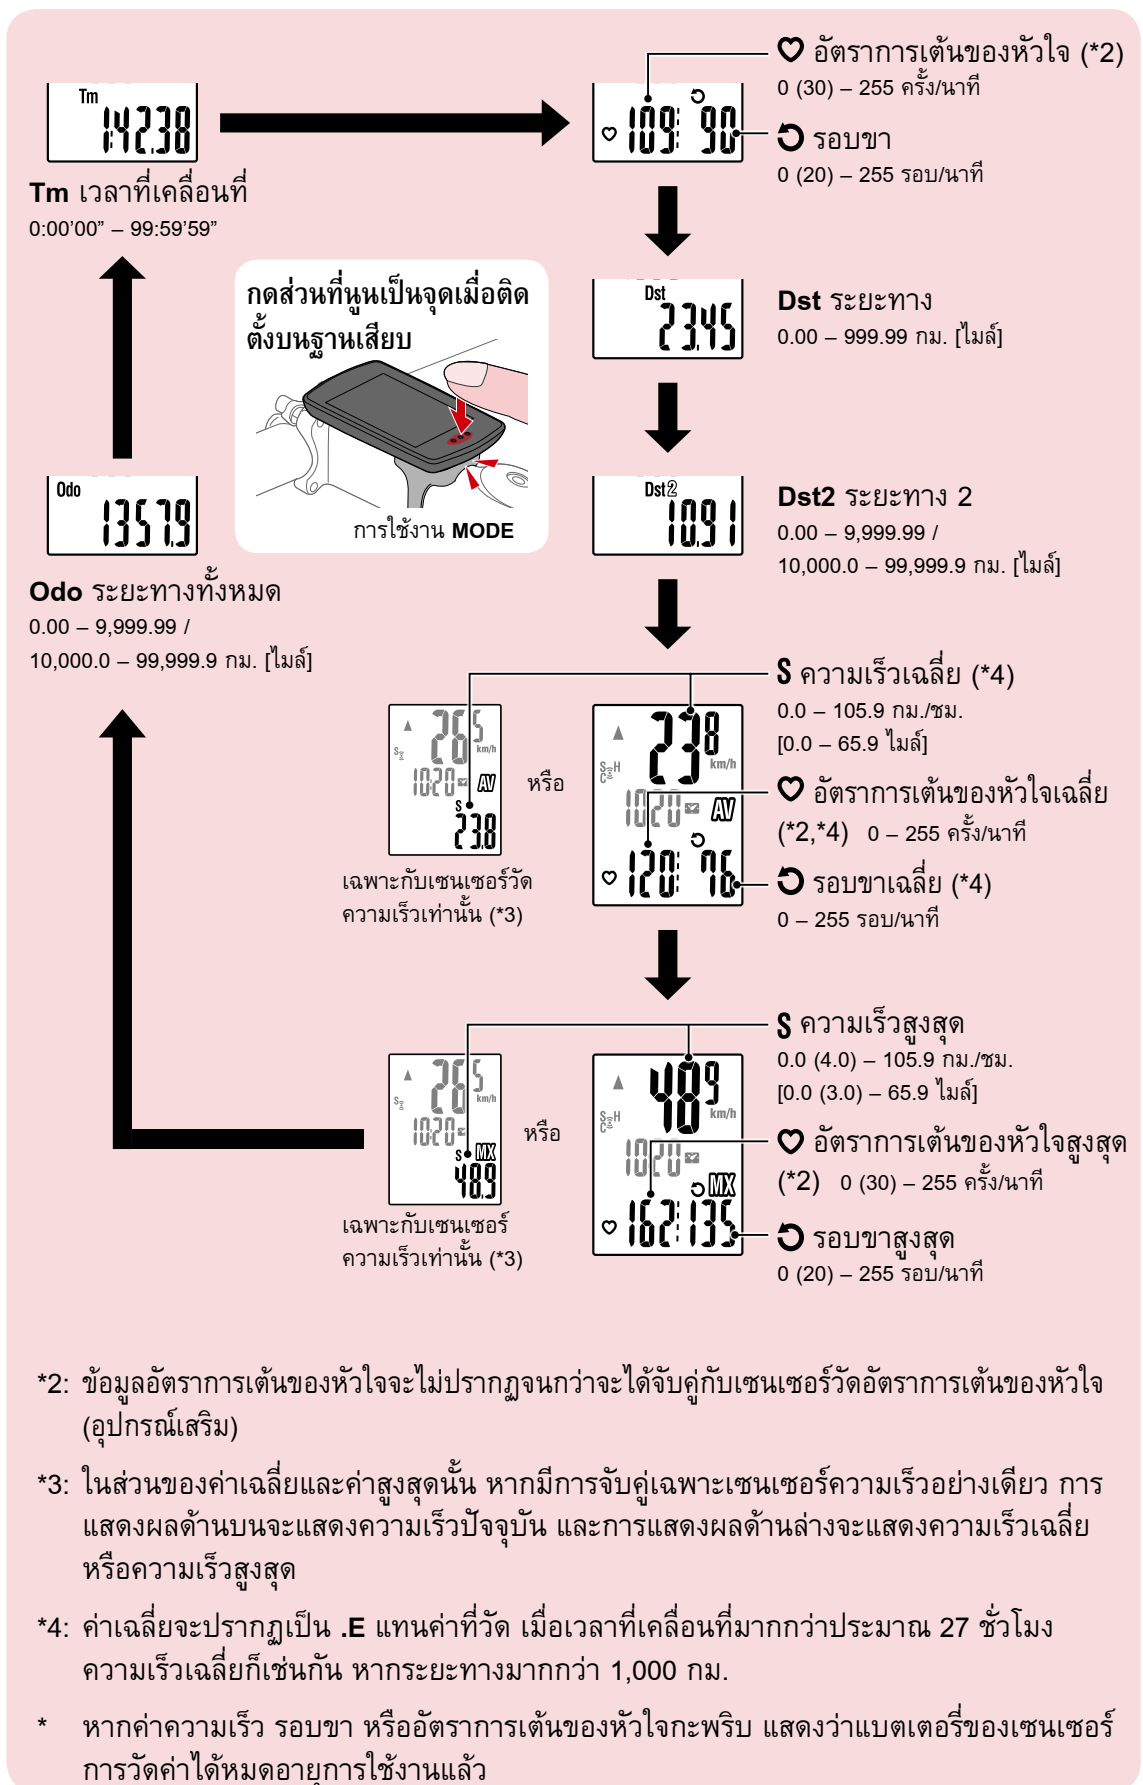 Tm
1:42.38
Tm เวลาที่เคลื่อนที่
0:00'00” – 99:59'59”
109 90
อัตราการเต้นของหัวใจ (*2)
0 (30) – 255 ครั้ง/นาที
รอบขา
0 (20) – 255 รอบ/นาที
กดส่วนที่นูนเป็นจุดเมื่อติด
ตั้งบนฐานเสียบ
การใช้งาน MODE
Dst
23.45
Dst ระยะทาง
0.00 – 999.99 กม. [ไมล์]
Odo
1357.9
Odo ระยะทางทั้งหมด
0.00 – 9,999.99 /
10,000.0 – 99,999.9 กม. [ไมล์]
Dst2
10.91
Dst2 ระยะทาง 2
0.00 – 9,999.99 /
10,000.0 – 99,999.9 กม. [ไมล์]
26.5
km/h
S
10:20 AV
S
23.8
เฉพาะกับเซนเซอร์วัด
ความเร็วเท่านั้น (*3)
หรือ
23.8
km/h
S H
C
10:20 AV
120 76
S ความเร็วเฉลี่ย (*4)
0.0 – 105.9 กม./ชม.
[0.0 – 65.9 ไมล์]
อัตราการเต้นของหัวใจเฉลี่ย
(*2,*4) 0 – 255 ครั้ง/นาที
รอบขาเฉลี่ย (*4)
0 – 255 รอบ/นาที
26.5
km/h
S
10:20
S MX
48.9
เฉพาะกับเซนเซอร์
ความเร็วเท่านั้น (*3)
หรือ
48.9
km/h
S H
C
10:20
MX
162 135
S ความเร็วสูงสุด
0.0 (4.0) – 105.9 กม./ชม.
[0.0 (3.0) – 65.9 ไมล์]
อัตราการเต้นของหัวใจสูงสุด
(*2) 0 (30) – 255 ครั้ง/นาที
รอบขาสูงสุด
0 (20) – 255 รอบ/นาที
*2: ข้อมูลอัตราการเต้นของหัวใจจะไม่ปรากฏจนกว่าจะได้จับคู่กับเซนเซอร์วัดอัตราการเต้นของหัวใจ
(อุปกรณ์เสริม)
*3: ในส่วนของค่าเฉลี่ยและค่าสูงสุดนั้น หากมีการจับคู่เฉพาะเซนเซอร์ความเร็วอย่างเดียว การ
แสดงผลด้านบนจะแสดงความเร็วปัจจุบัน และการแสดงผลด้านล่างจะแสดงความเร็วเฉลี่ย
หรือความเร็วสูงสุด
*4: ค่าเฉลี่ยจะปรากฏเป็น .E แทนค่าที่วัด เมื่อเวลาที่เคลื่อนที่มากกว่าประมาณ 27 ชั่วโมง
ความเร็วเฉลี่ยก็เช่นกัน หากระยะทางมากกว่า 1,000 กม.
* หากค่าความเร็ว รอบขา หรืออัตราการเต้นของหัวใจกะพริบ แสดงว่าแบตเตอรี่ของเซนเซอร์
การวัดค่าได้หมดอายุการใช้งานแล้ว